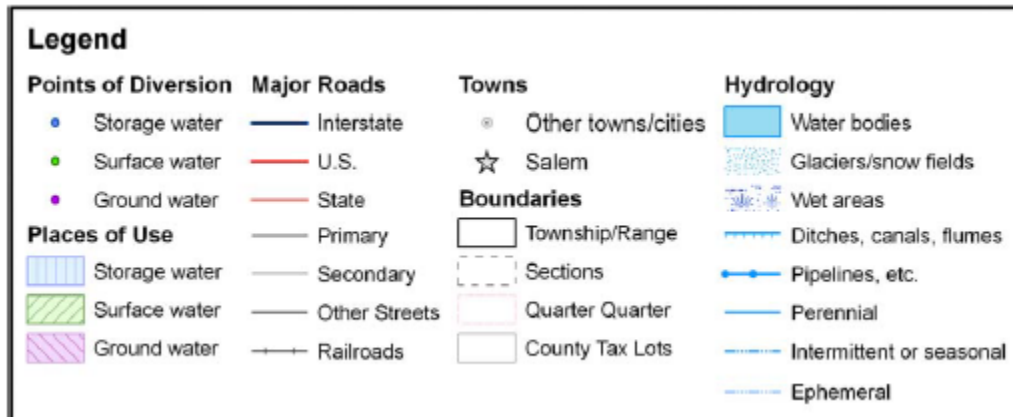 Legend
Points of Diversion
Storage water
Surface water
Ground water
Places of Use
Storage water
Surface water
Ground water
Major Roads
Interstate
U.S.
State
Primary
Secondary
Other Streets
Railroads
Towns
Other towns/cities
Salem
Boundaries
Township/Range
Sections
Quarter Quarter
County Tax Lots
Hydrology
Water bodies
Glaciers/snow fields
Wet areas
Ditches, canals, flumes
Pipelines, etc.
Perennial
Intermittent or seasonal
Ephemeral